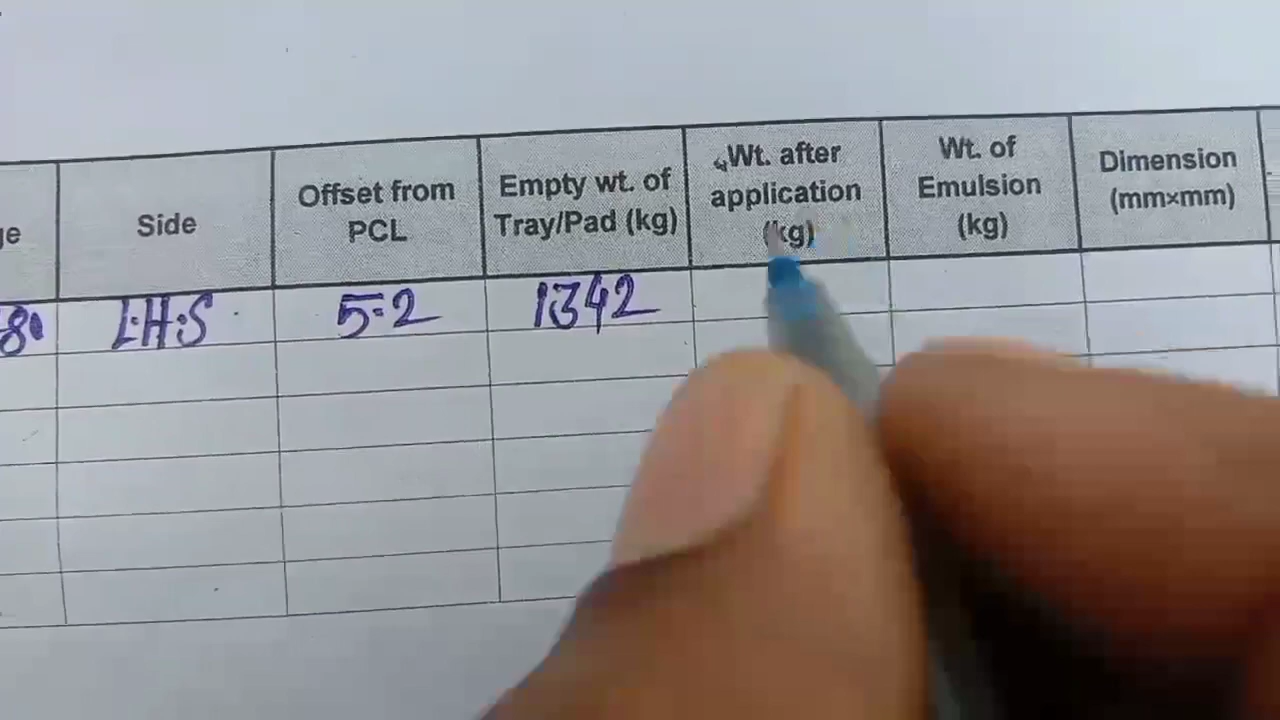 ge
Side
Offset from
PCL
Empty wt. of
Tray/Pad (kg)
Wt. after
application
(kg)
Wt. of
Emulsion
(kg)
Dimension
(mm×mm)
L.H.S
5.2
1342